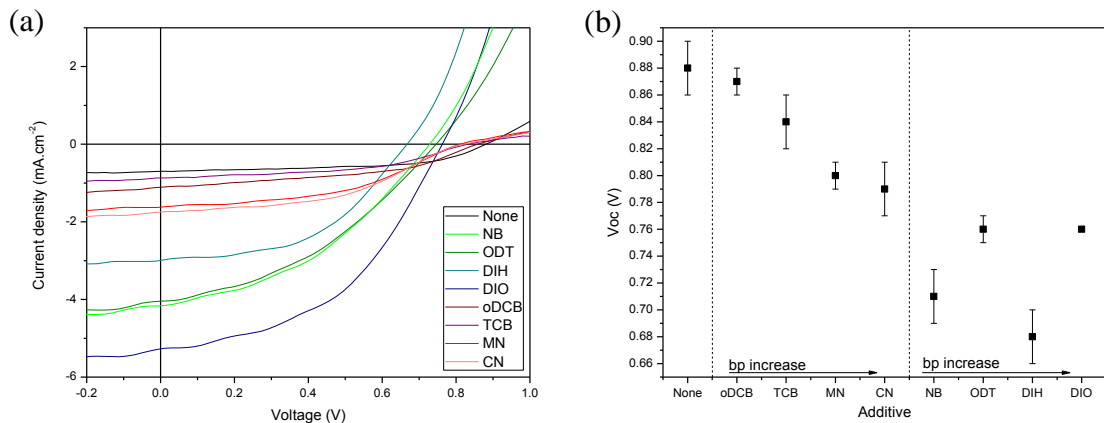 (a)
2
0
-2
-4
-6
-0.2 0.0 0.2 0.4 0.6 0.8 1.0
Current density (mA.cm-2)
Voltage (V)
None
NB
ODT
DIH
DIO
oDCB
TCB
MN
CN
(b)
0.90
0.88
0.86
0.84
0.82
0.80
0.78
0.76
0.74
0.72
0.70
0.68
0.66
Voc (V)
bp increase
bp increase
None oDCB TCB MN CN NB ODT DIH DIO
Additive